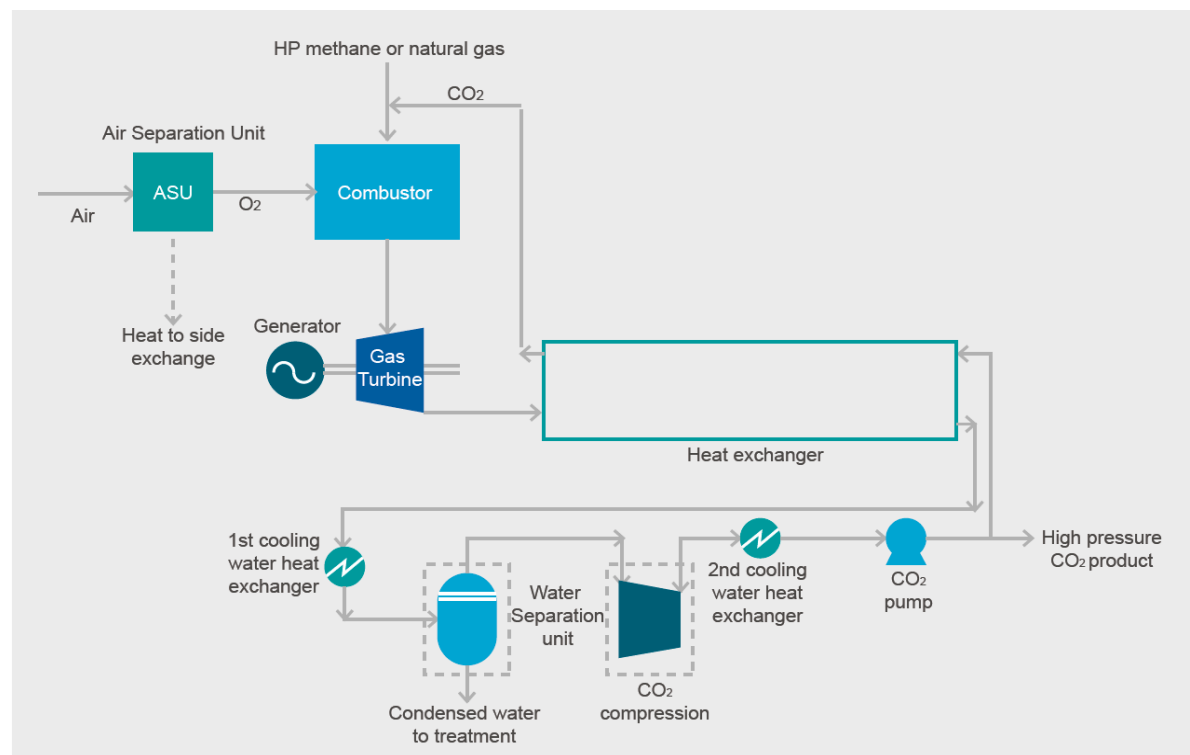 HP methane or natural gas
CO₂
Air Separation Unit
ASU
Combustor
Air
O₂
Heat to side
exchange
Generator
Gas
Turbine
Heat exchanger
1st cooling
water heat
exchanger
Water
Separation
unit
2nd cooling
water heat
exchanger
CO₂
pump
High pressure
CO₂ product
CO₂
compression
Condensed water
to treatment